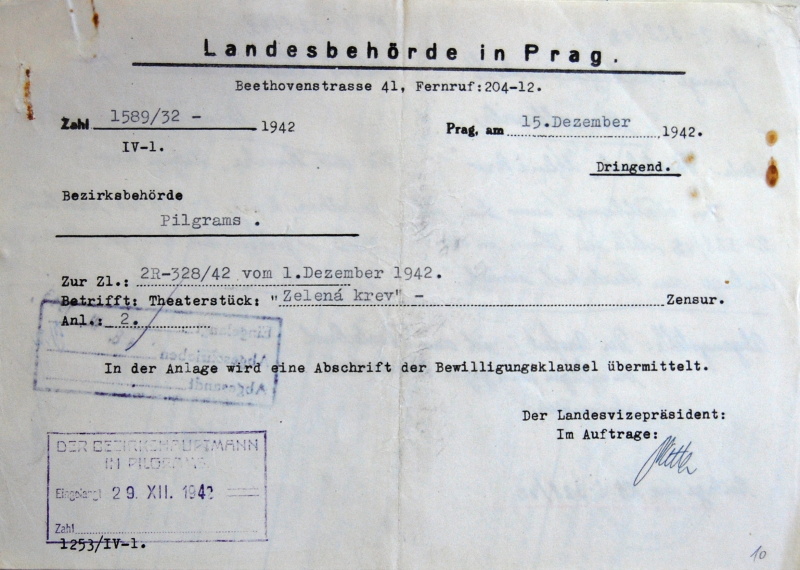 Landesbehörde in Prag.
Beethovenstrasse 41, Fernruf:204-12.
Zahl 1589/32 - 1942
IV-1.
Prag, am 15.Dezember 1942.
Dringend.
Bezirksbehörde
Pilgrams .
Zur Zl.: 2R-328/42 vom 1.Dezember 1942.
Betrifft: Theaterstück: "Zelená krev" - Zensur.
Anl.: 2.
Eingelangt
Abgeschrieben
Abgesandt
In der Anlage wird eine Abschrift der Bewilligungsklausel übermittelt.
Der Landesvizepräsident:
Im Auftrage:
DER BEZIRKSHAUPTMANN
IN PILGRAMS
Eingelangt 29. XII. 1942
Zahl
1253/IV-1.
10